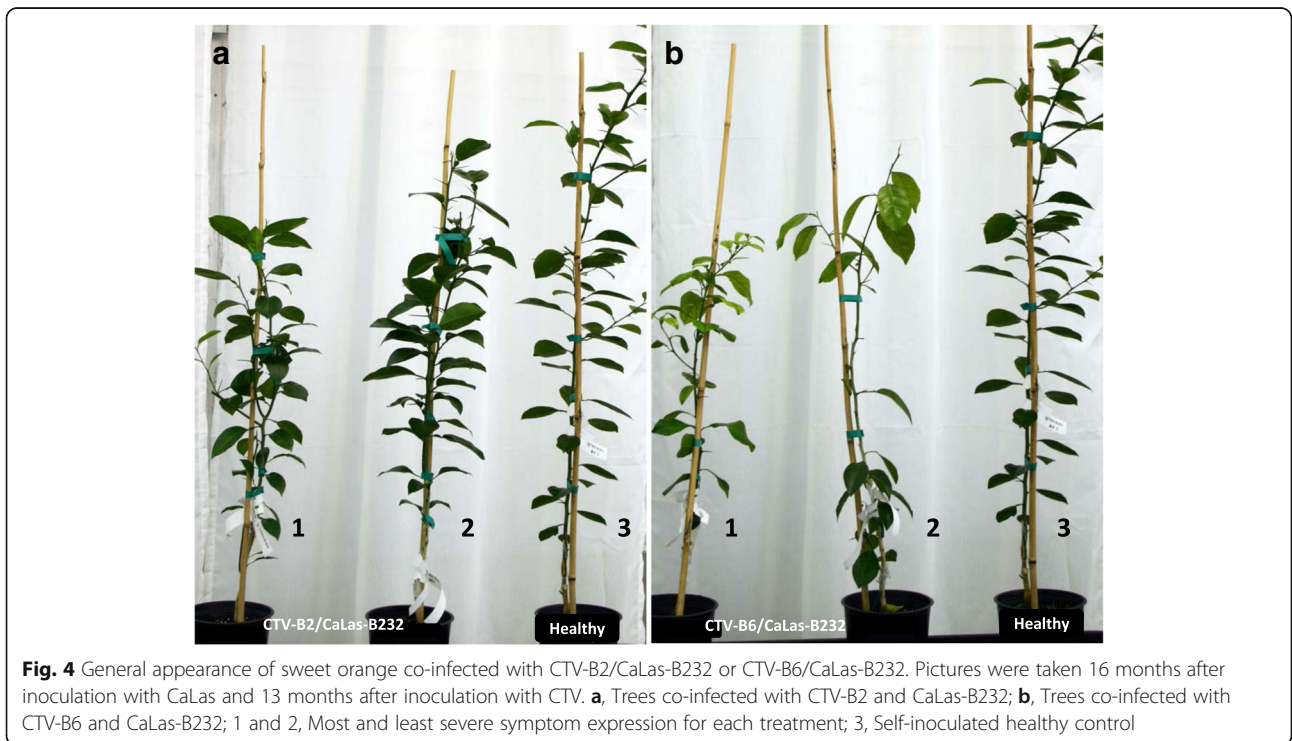 a
b
1
2
3
1
2
3
CTV-B2/CaLas-B232
Healthy
CTV-B6/CaLas-B232
Healthy
Fig. 4 General appearance of sweet orange co-infected with CTV-B2/CaLas-B232 or CTV-B6/CaLas-B232. Pictures were taken 16 months after
inoculation with CaLas and 13 months after inoculation with CTV. a, Trees co-infected with CTV-B2 and CaLas-B232; b, Trees co-infected with
CTV-B6 and CaLas-B232; 1 and 2, Most and least severe symptom expression for each treatment; 3, Self-inoculated healthy control